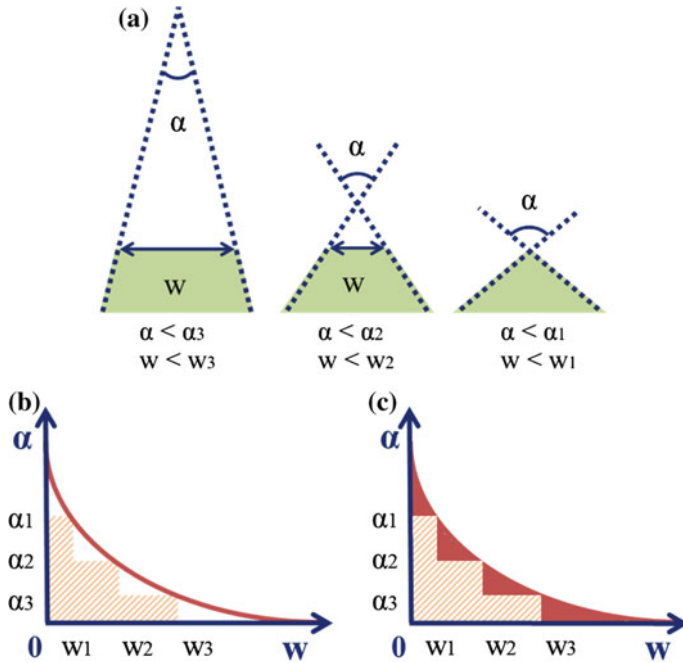 (a)
α
α
α
w
w
α < α3
α < α2
α < α1
w < w3
w < w2
w < w1
(b)
(c)
α
α
α1
α1
α2
α2
α3
α3
0 w1 w2 w3 w
0 w1 w2 w3 w